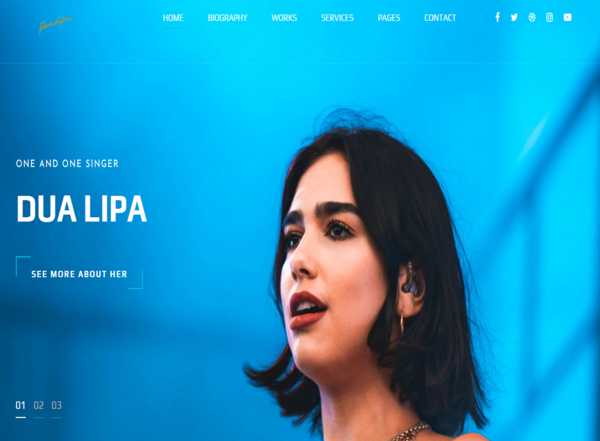 HOME BIOGRAPHY WORKS SERVICES PAGES CONTACT
ONE AND ONE SINGER
DUA LIPA
SEE MORE ABOUT HER
01 02 03